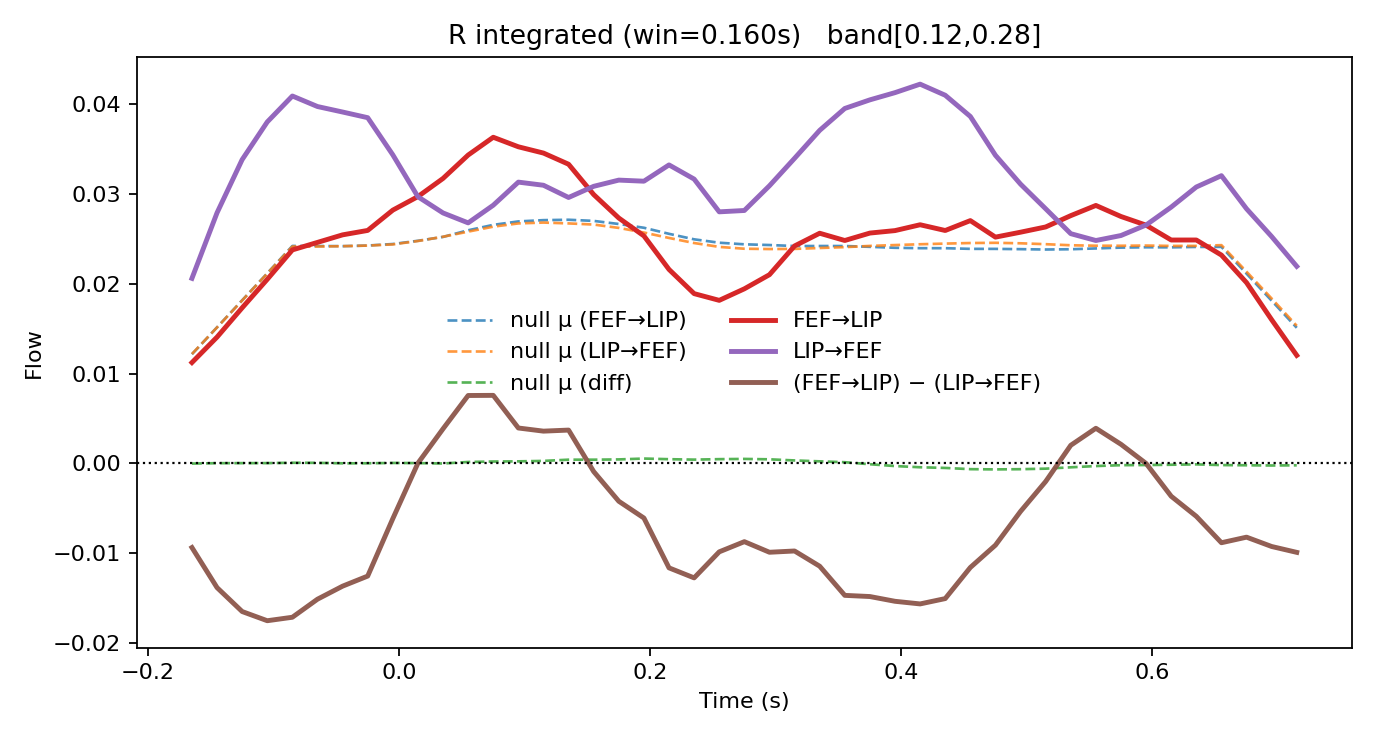 R integrated (win=0.160s)   band[0.12,0.28]
Flow
0.04
0.03
0.02
0.01
0.00
−0.01
−0.02
null μ (FEF→LIP)
null μ (LIP→FEF)
null μ (diff)
FEF→LIP
LIP→FEF
(FEF→LIP) − (LIP→FEF)
−0.2
0.0
0.2
0.4
0.6
Time (s)